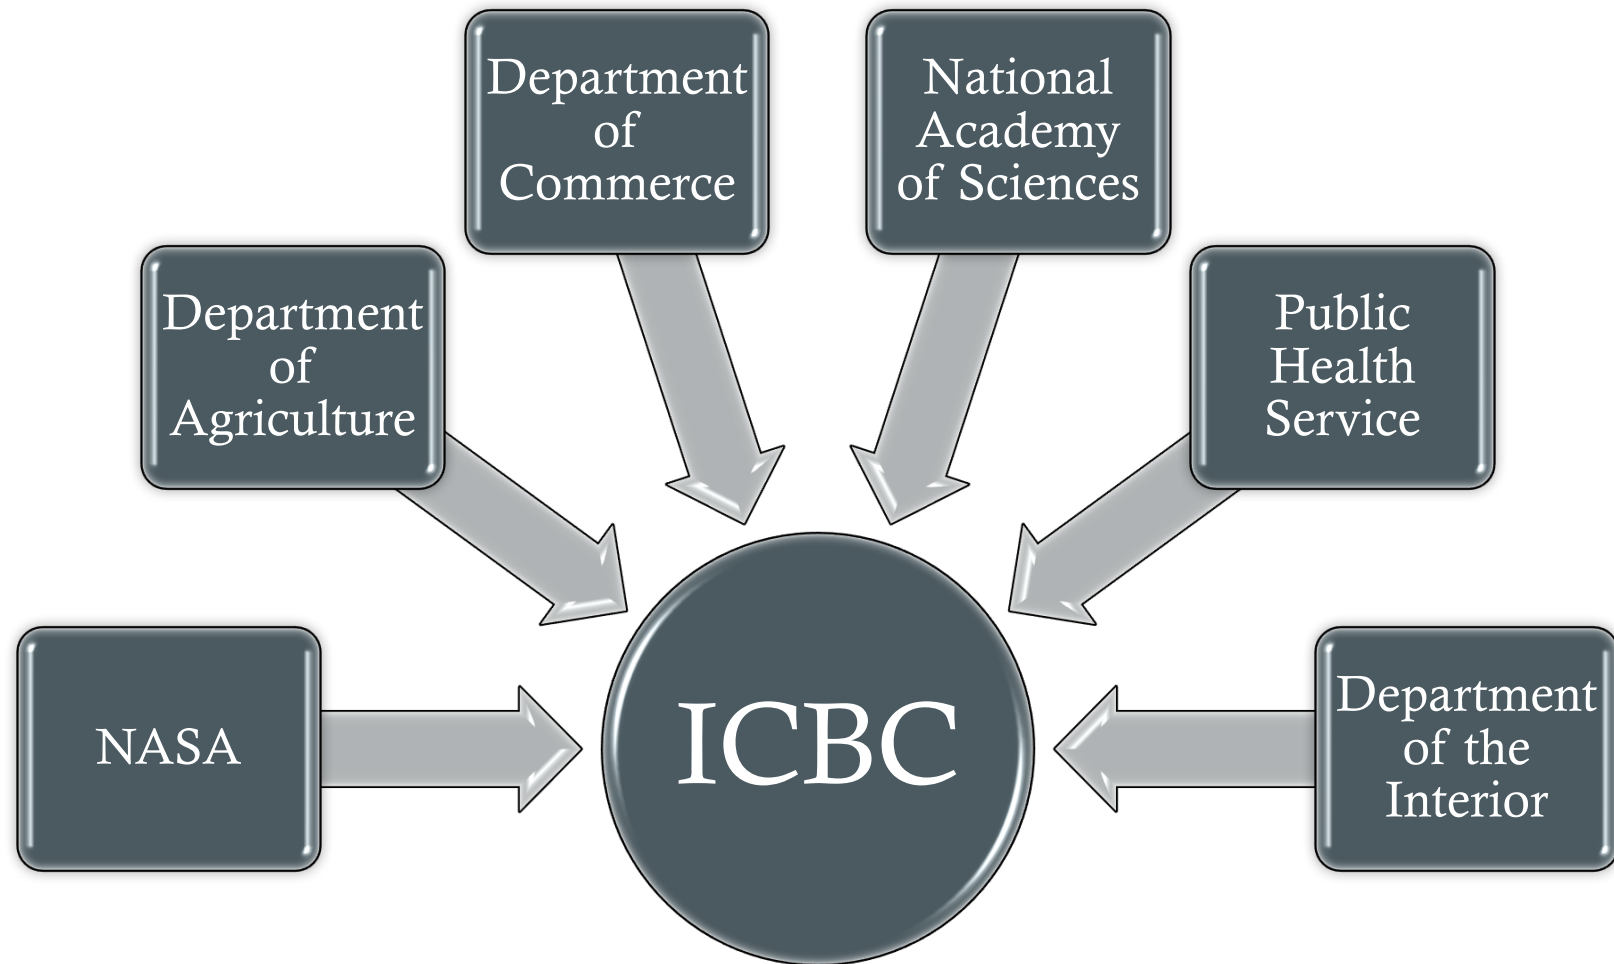 Department
of
Commerce
National
Academy
of Sciences
Department
of
Agriculture
Public
Health
Service
NASA
ICBC
Department
of the
Interior